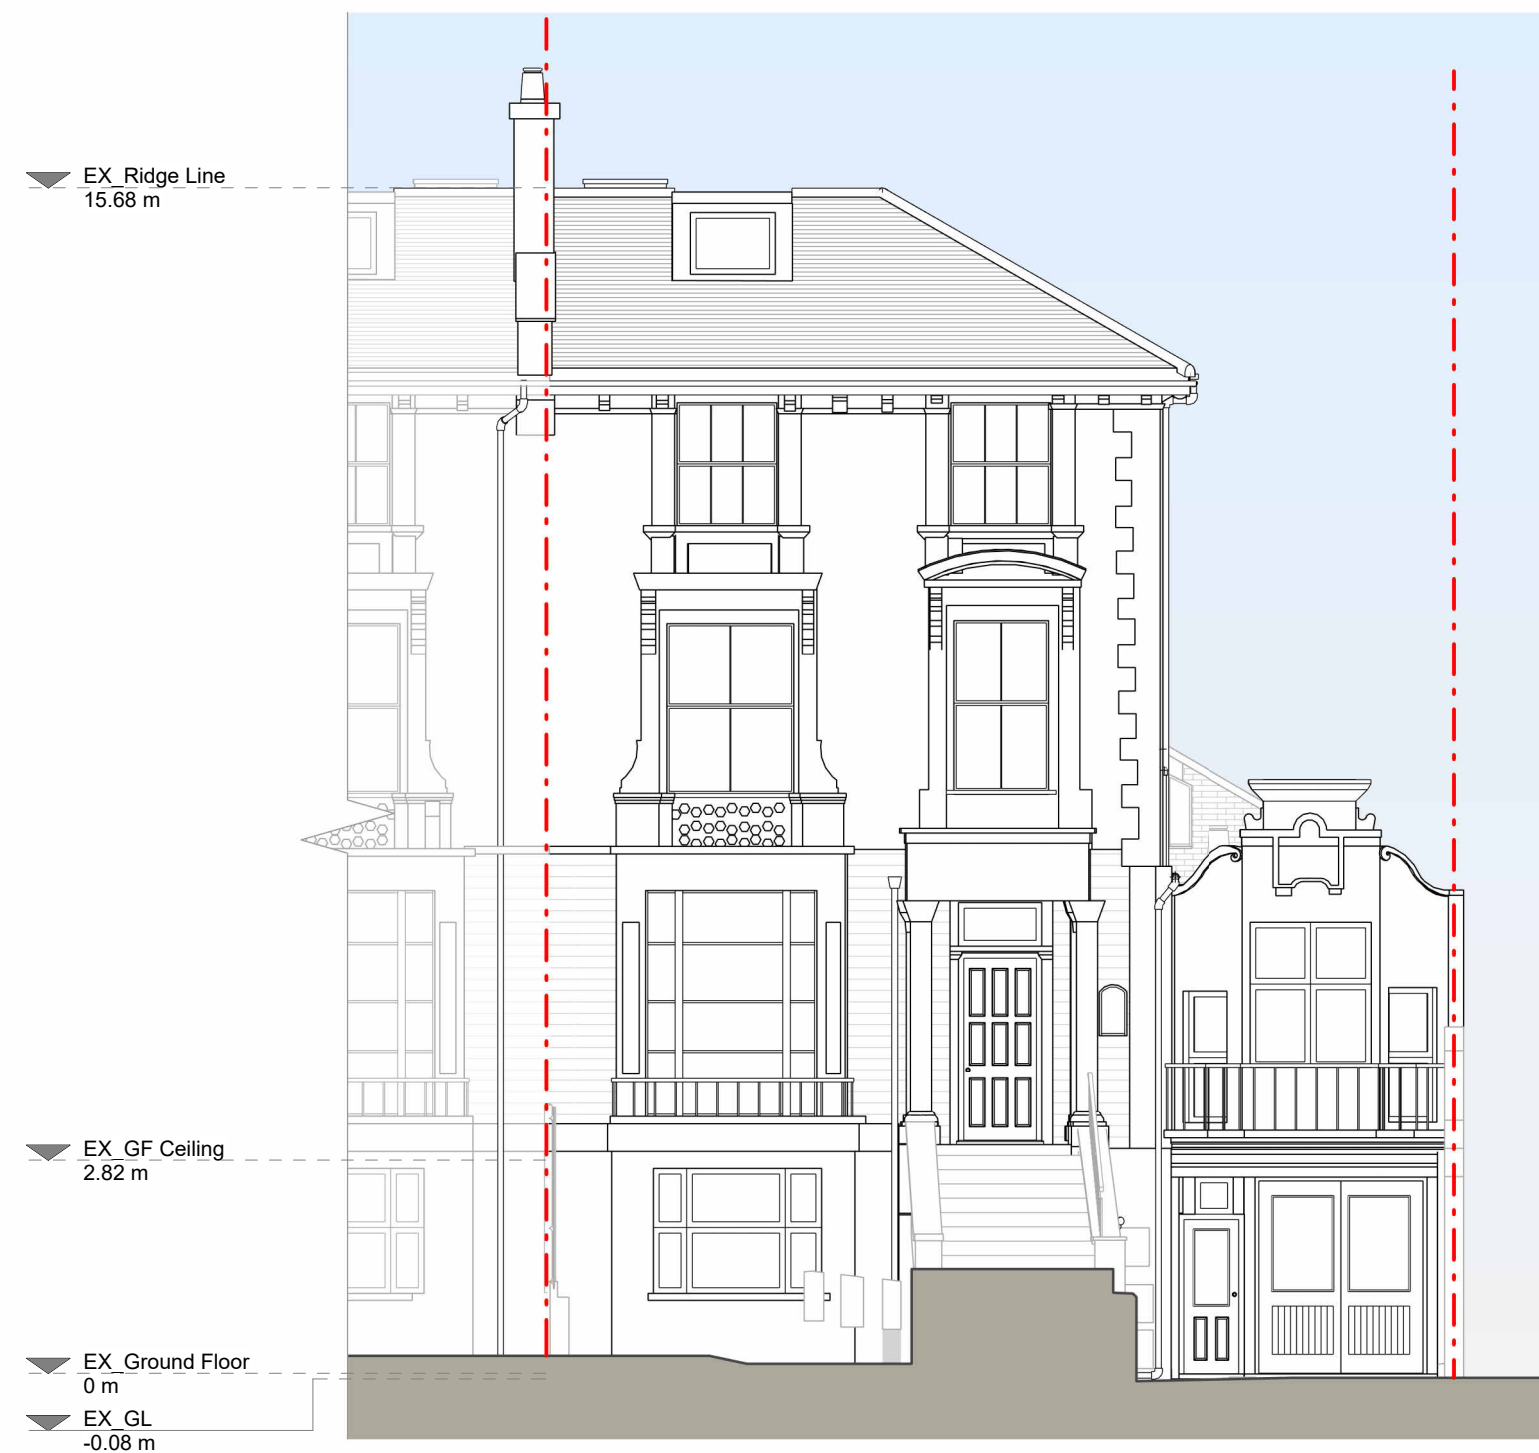 EX_Ridge Line
15.68 m
EX_GF Ceiling
2.82 m
EX_Ground Floor
0 m
EX_GL
-0.08 m